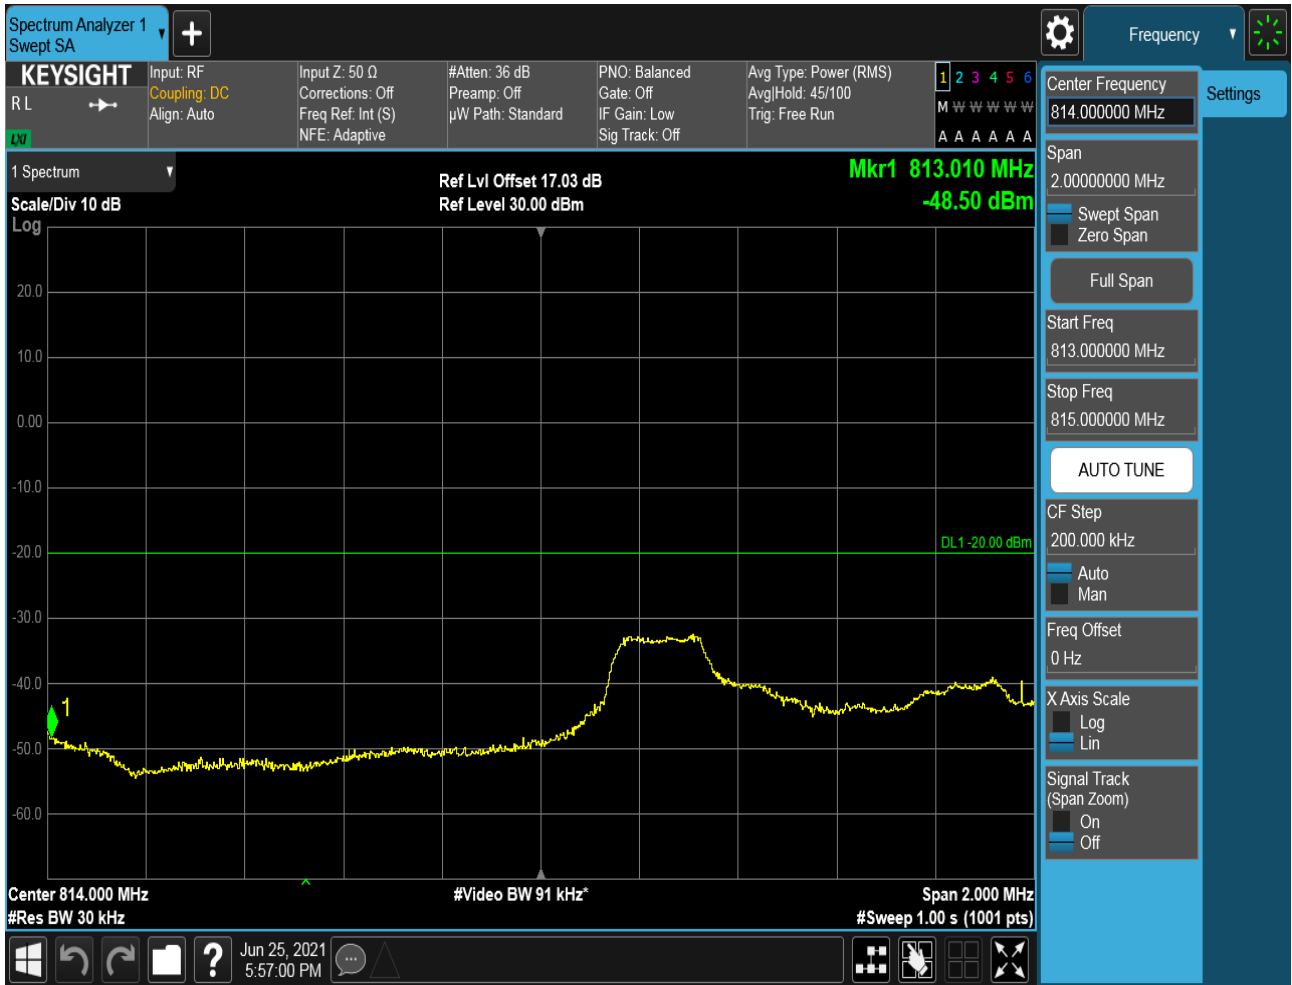 Spectrum Analyzer 1
Swept SA
+
Frequency
KEYSIGHT
R L
LXI
Input: RF
Coupling: DC
Align: Auto
Input Z: 50 Ω
Corrections: Off
Freq Ref: Int (S)
NFE: Adaptive
#Atten: 36 dB
Preamp: Off
µW Path: Standard
PNO: Balanced
Gate: Off
IF Gain: Low
Sig Track: Off
Avg Type: Power (RMS)
Avg|Hold: 45/100
Trig: Free Run
1 2 3 4 5 6
M W W W W W
A A A A A A
1 Spectrum
Scale/Div 10 dB
Log
Ref Lvl Offset 17.03 dB
Ref Level 30.00 dBm
Mkr1 813.010 MHz
-48.50 dBm
20.0
10.0
0.00
-10.0
-20.0
-30.0
-40.0
-50.0
-60.0
DL1 -20.00 dBm
1
Center 814.000 MHz
#Res BW 30 kHz
#Video BW 91 kHz*
Span 2.000 MHz
#Sweep 1.00 s (1001 pts)
?
Jun 25, 2021
5:57:00 PM
Center Frequency
814.000000 MHz
Settings
Span
2.00000000 MHz
Swept Span
Zero Span
Full Span
Start Freq
813.000000 MHz
Stop Freq
815.000000 MHz
AUTO TUNE
CF Step
200.000 kHz
Auto
Man
Freq Offset
0 Hz
X Axis Scale
Log
Lin
Signal Track
(Span Zoom)
On
Off